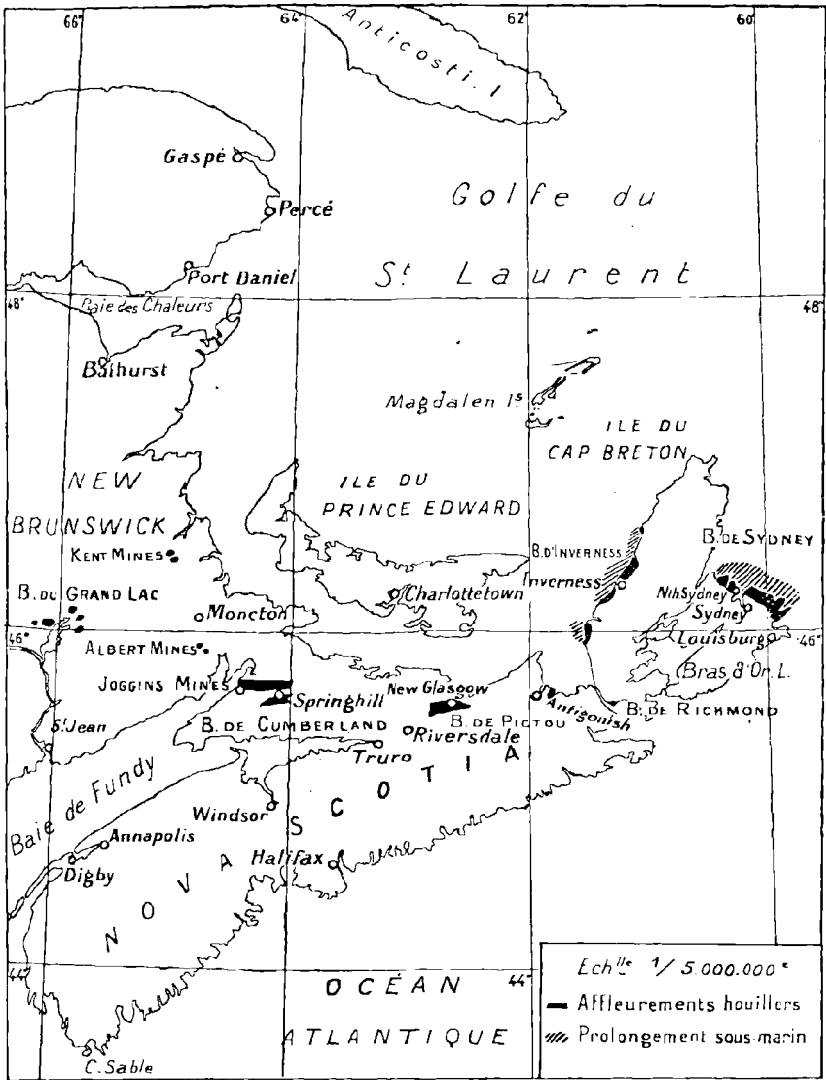 66° 64° 62° 60°
Anticosti. I
Gaspé
Percé
Golfe du
St. Laurent
Port Daniel
48° 48°
Baie des Chaleurs
Bathurst
Magdalen Is
ILE DU
CAP BRETON
NEW
BRUNSWICK
ILE DU
PRINCE EDWARD
KENT MINES
B. D'INVERNESS
B. DE SYDNEY
B. DU GRAND LAC
Charlottetown
Inverness
Nth Sydney
Sydney
Moncton
46° 46°
Louisburg
ALBERT MINES
Bras d'Or. L.
JOGGINS MINES
Springhill
New Glasgow
B. DE RICHMOND
B. DE CUMBERLAND
B. DE PICTOU
Antigonish
St Jean
Riversdale
Truro
Baie de Fundy
Windsor
NOVA SCOTIA
Annapolis
Halifax
Digby
44° 44°
OCÉAN
ATLANTIQUE
C. Sable
Echlle 1/5.000.000e
Affleurements houillers
Prolongement sous-marin